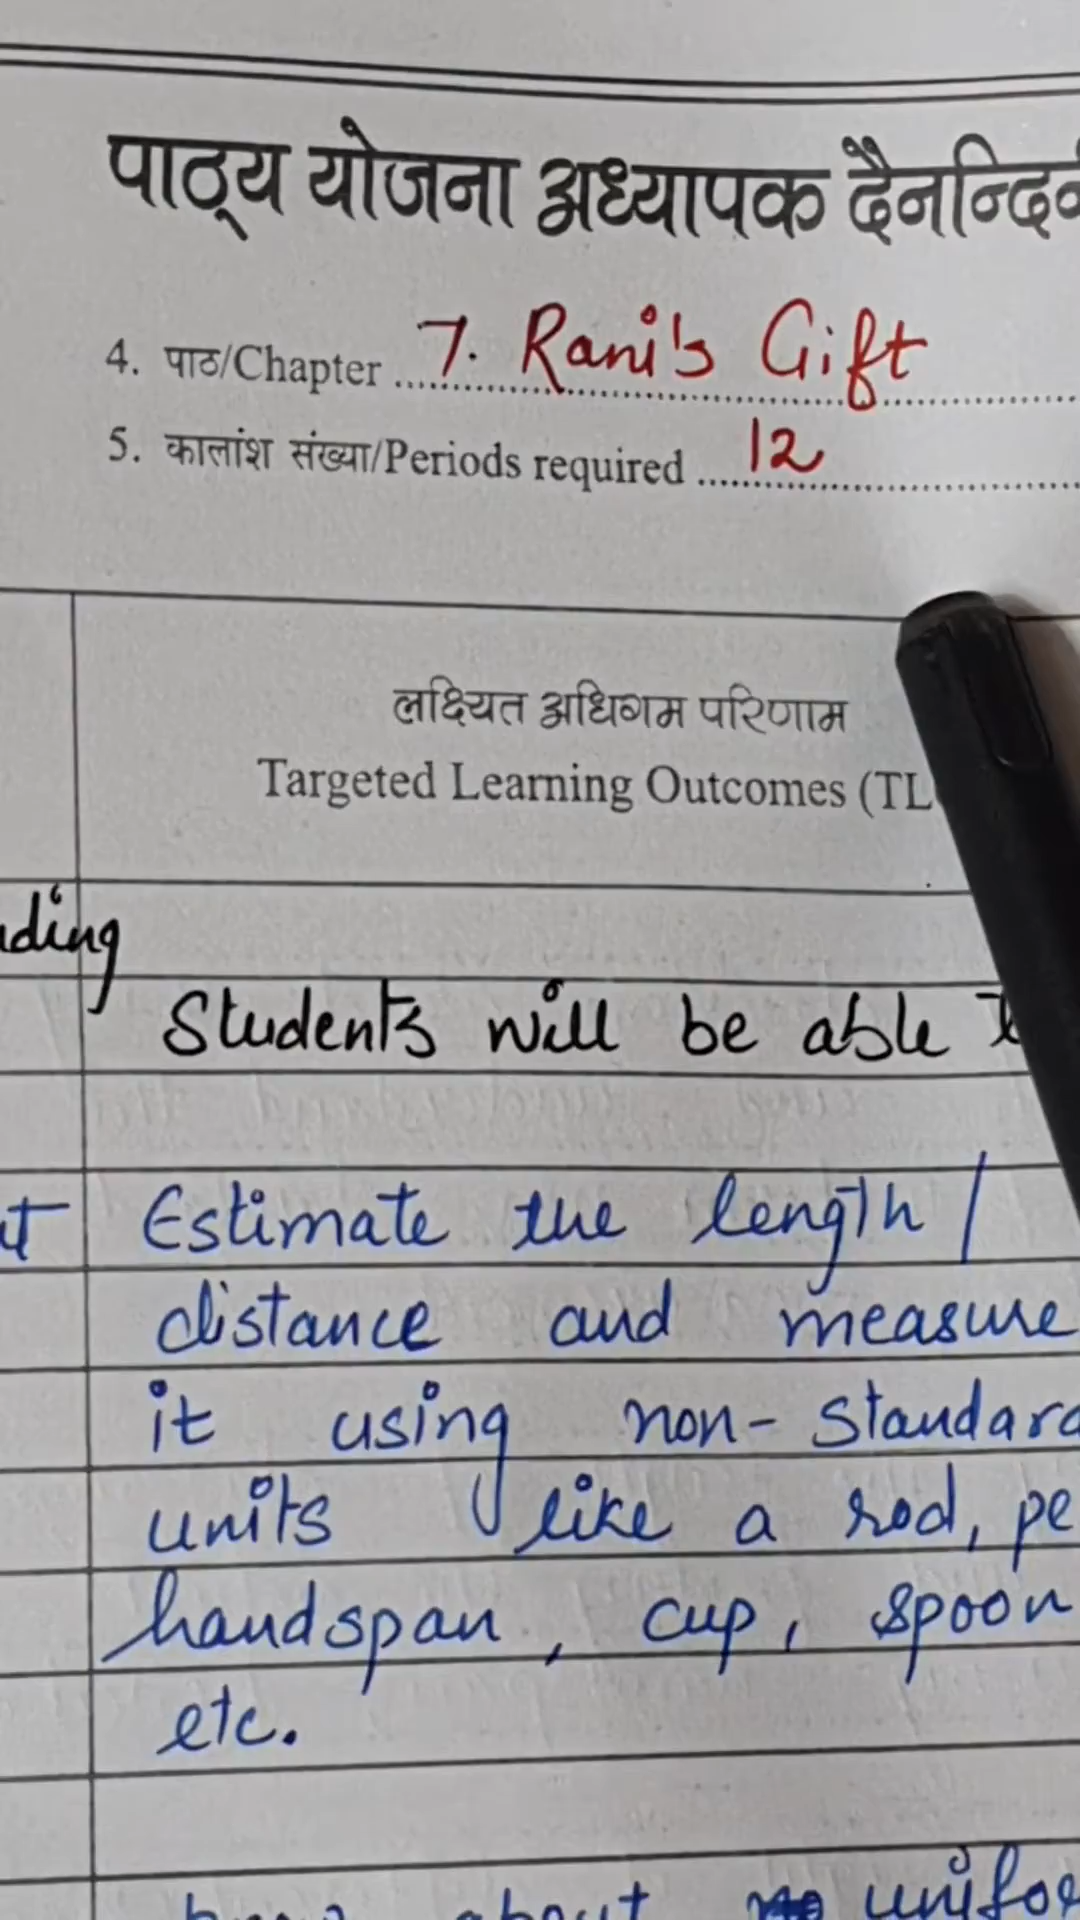 पाठ्य योजना अध्यापक
4. पाठ/Chapter 7. Rani's Gift
5. कालांश संख्या/Periods required 12
लक्ष्यित अधिगम परिणाम
Targeted Learning Outcomes (TL
Students will be able
Estimate the length /
distance and measure
it using non-standard
units like a rod,
handspan, cup, spoon
etc.
about